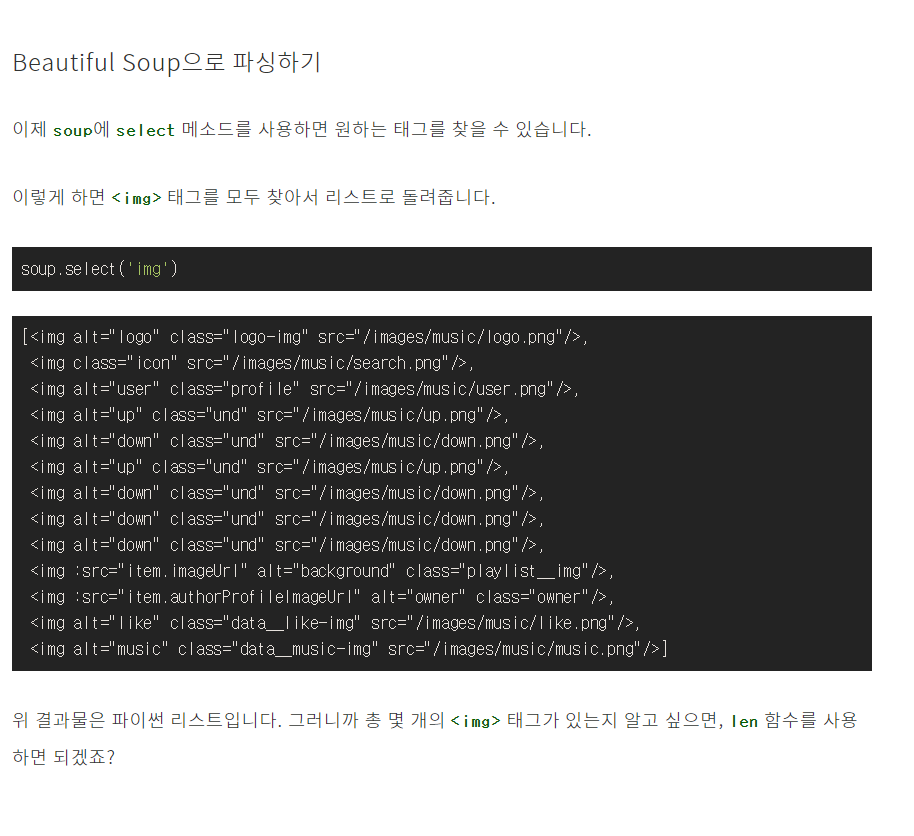 Beautiful Soup으로 파싱하기
이제 soup에 select 메소드를 사용하면 원하는 태그를 찾을 수 있습니다.
이렇게 하면 <img> 태그를 모두 찾아서 리스트로 돌려줍니다.
soup.select('img')
[<img alt="logo" class="logo-img" src="/images/music/logo.png"/>,
<img class="icon" src="/images/music/search.png"/>,
<img alt="user" class="profile" src="/images/music/user.png"/>,
<img alt="up" class="und" src="/images/music/up.png"/>,
<img alt="down" class="und" src="/images/music/down.png"/>,
<img alt="up" class="und" src="/images/music/up.png"/>,
<img alt="down" class="und" src="/images/music/down.png"/>,
<img alt="down" class="und" src="/images/music/down.png"/>,
<img alt="down" class="und" src="/images/music/down.png"/>,
<img :src="item.imageUrl" alt="background" class="playlist__img"/>,
<img :src="item.authorProfileImageUrl" alt="owner" class="owner"/>,
<img alt="like" class="data__like-img" src="/images/music/like.png"/>,
<img alt="music" class="data__music-img" src="/images/music/music.png"/>]
위 결과물은 파이썬 리스트입니다. 그러니까 총 몇 개의 <img> 태그가 있는지 알고 싶으면, len 함수를 사용
하면 되겠죠?